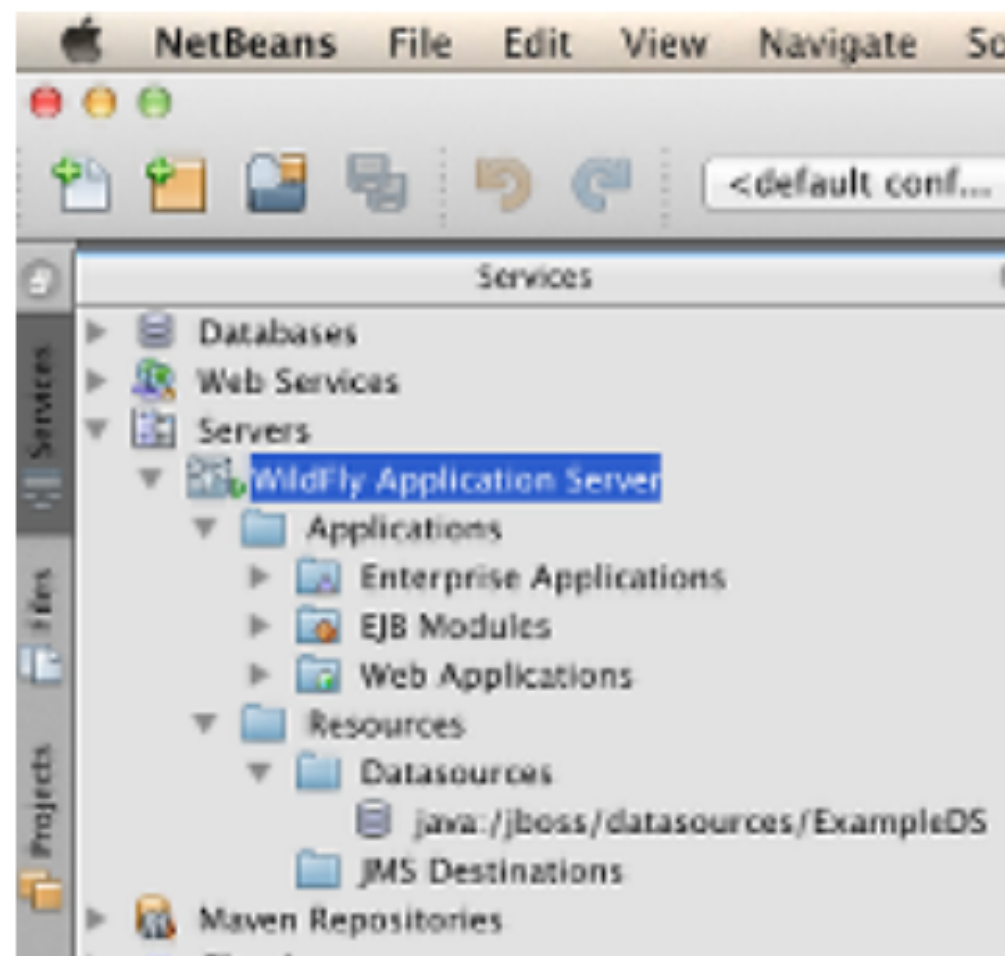 NetBeans File Edit View Navigate So
<default conf...
Services
Databases
Web Services
Servers
WildFly Application Server
Applications
Enterprise Applications
EJB Modules
Web Applications
Resources
Datasources
java:/jboss/datasources/ExampleDS
JMS Destinations
Maven Repositories
Services
Files
Projects